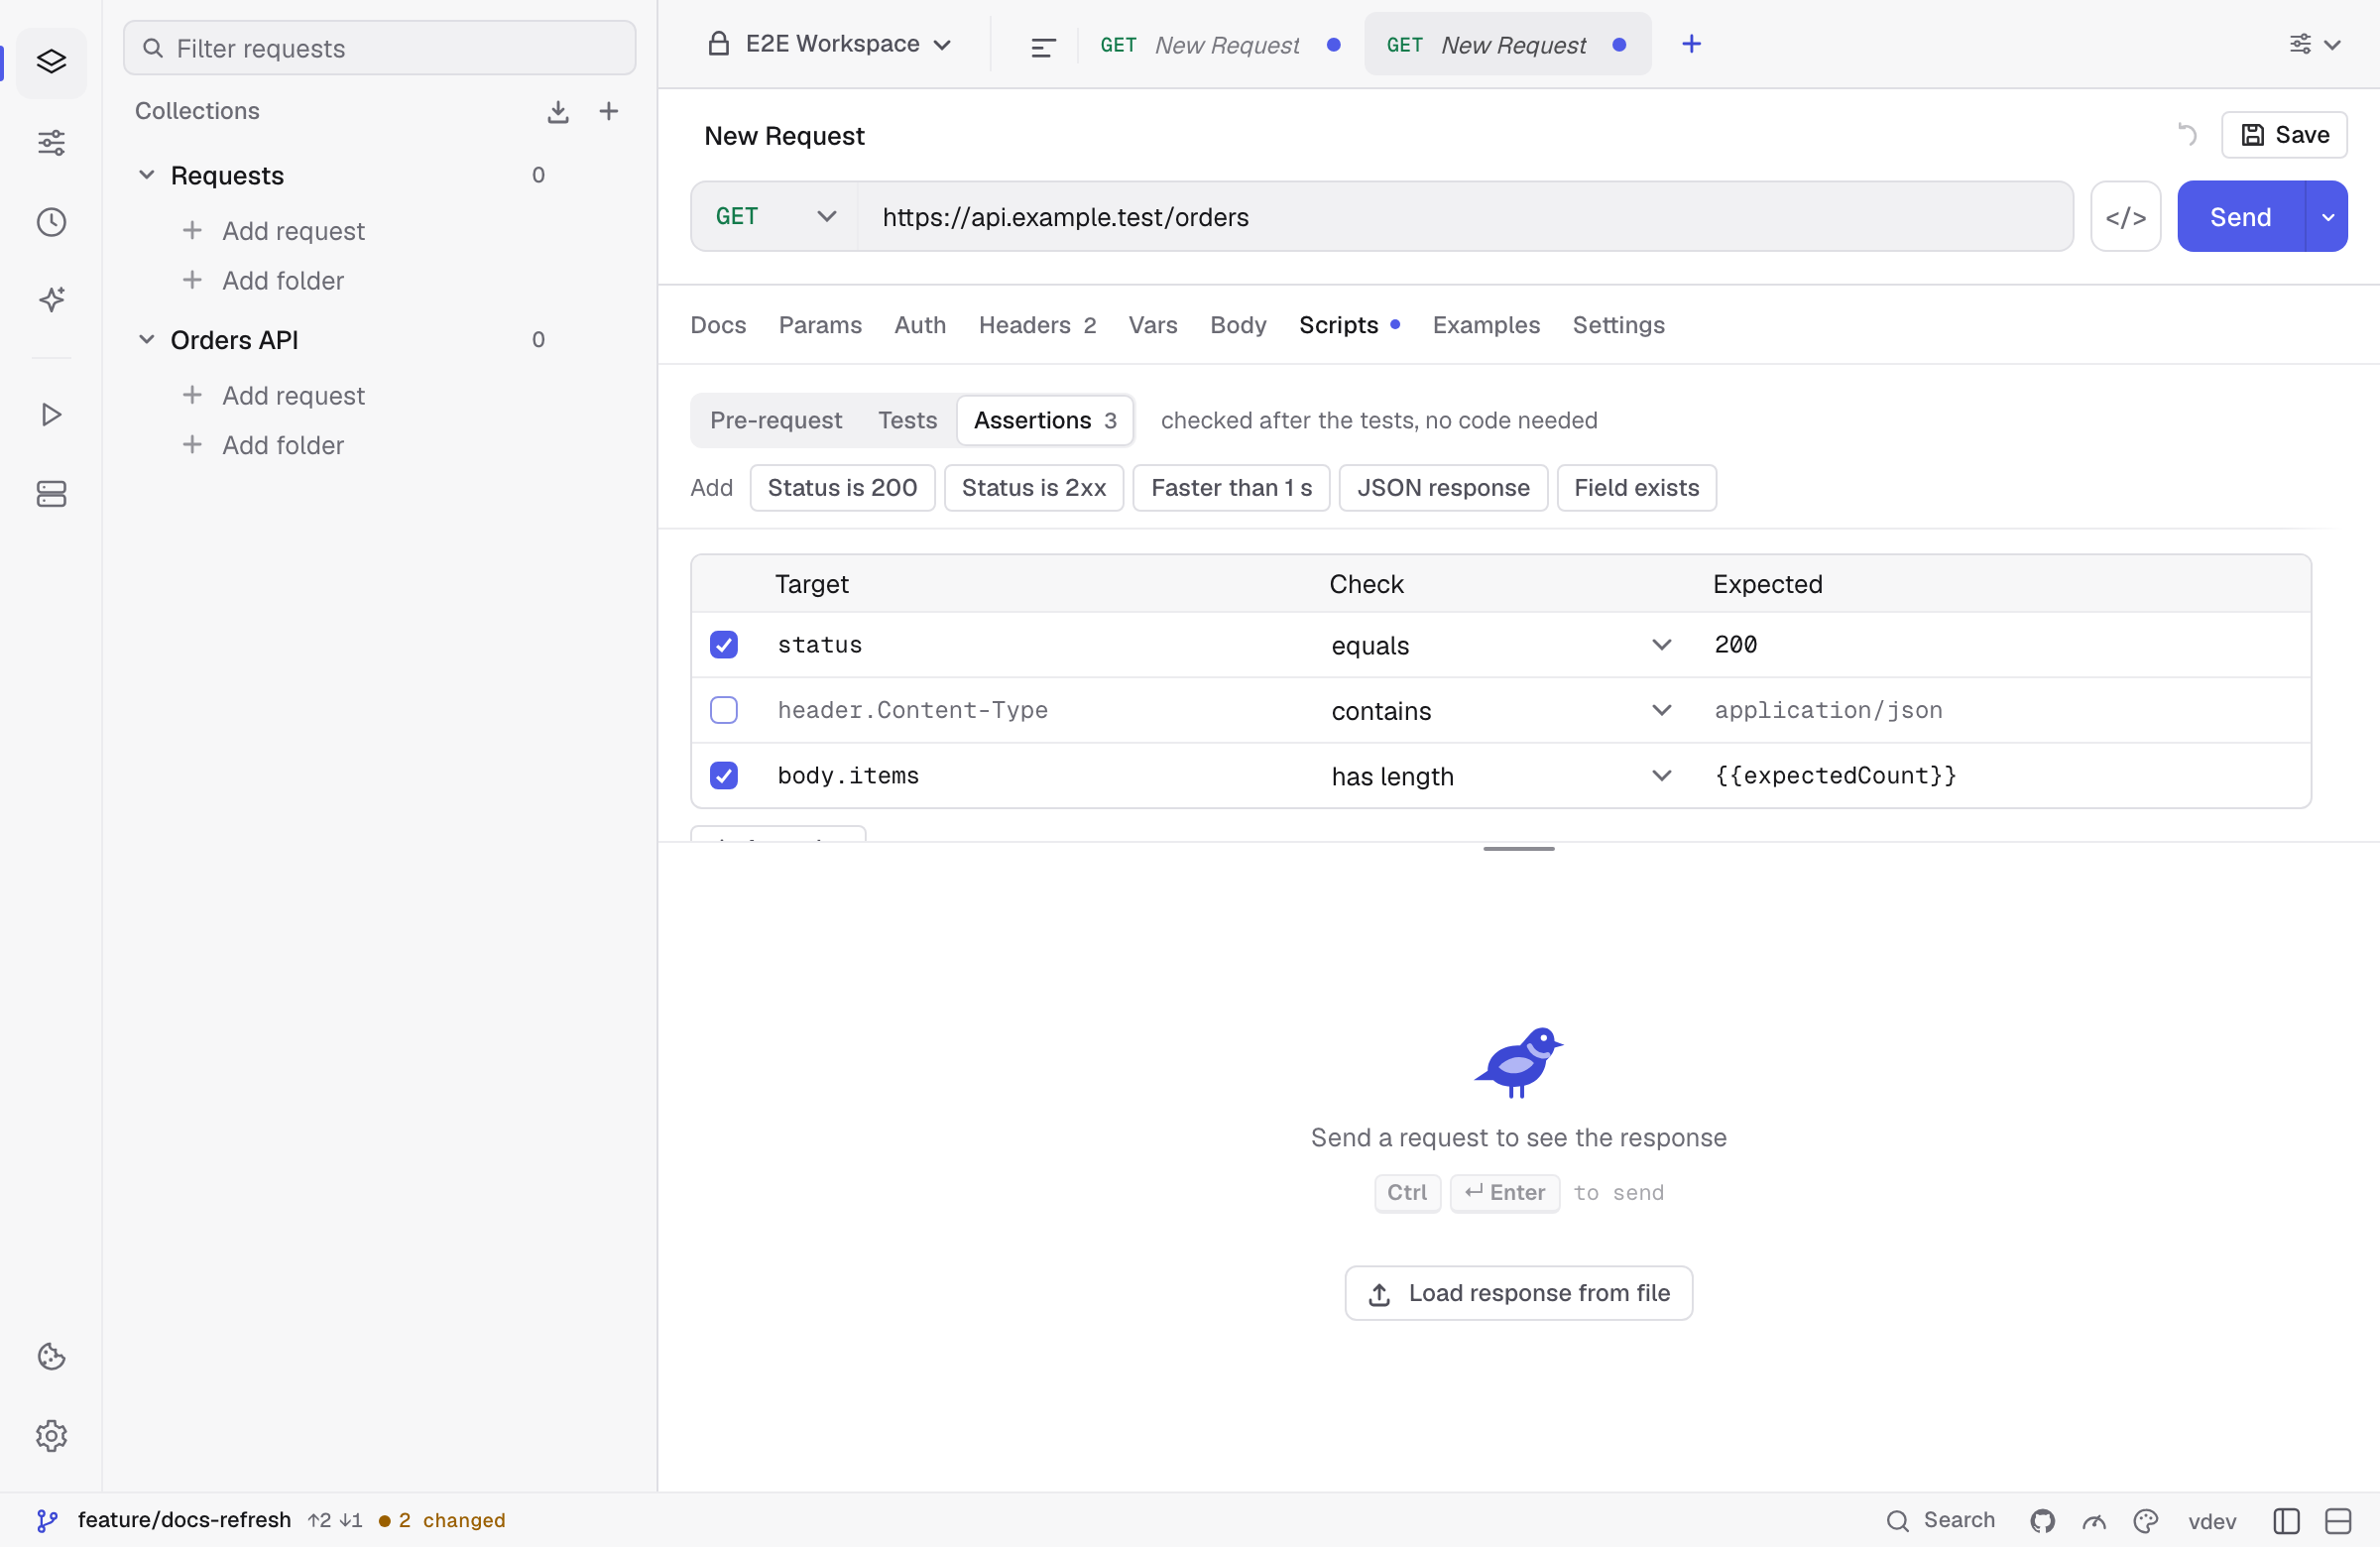 Filter requests
Collections
Requests 0
Add request
Add folder
Orders API 0
Add request
Add folder
E2E Workspace
GET New Request
GET New Request
New Request
Save
GET https://api.example.test/orders
</>
Send
Docs Params Auth Headers 2 Vars Body Scripts Examples Settings
Pre-request Tests Assertions 3 checked after the tests, no code needed
Add Status is 200 Status is 2xx Faster than 1 s JSON response Field exists
Target Check Expected
status equals 200
header.Content-Type contains application/json
body.items has length {{expectedCount}}
Send a request to see the response
Ctrl Enter to send
Load response from file
feature/docs-refresh ↑2 ↓1 2 changed
Search vdev